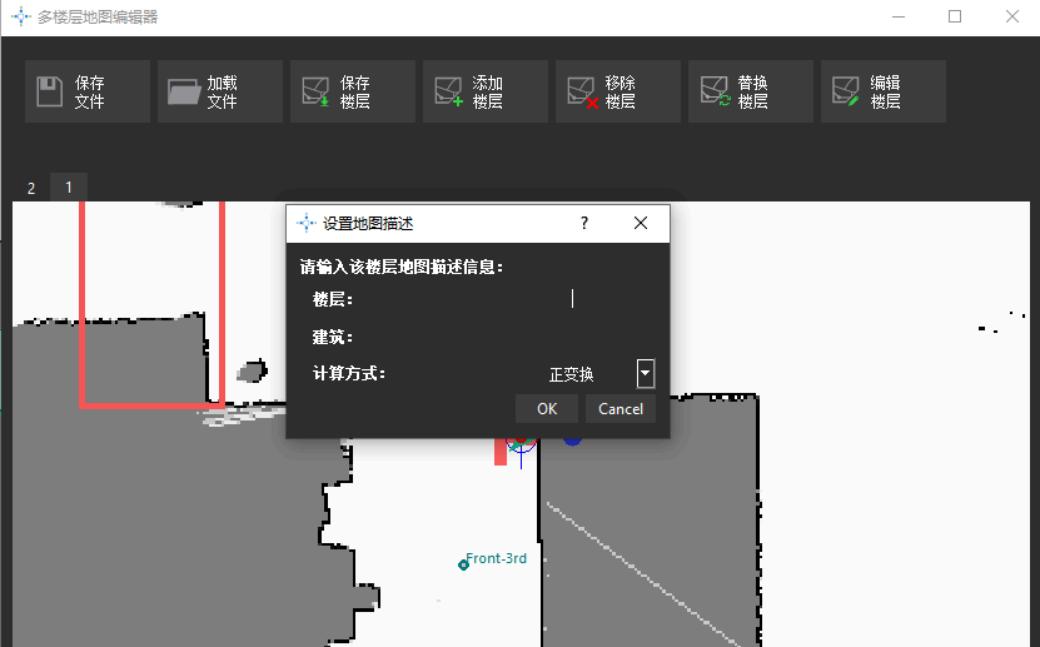 多楼层地图编辑器
保存
文件
加载
文件
保存
楼层
添加
楼层
移除
楼层
替换
楼层
编辑
楼层
2
1
设置地图描述
?
请输入该楼层地图描述信息：
楼层：
建筑：
计算方式：
正变换
OK
Cancel
Front-3rd